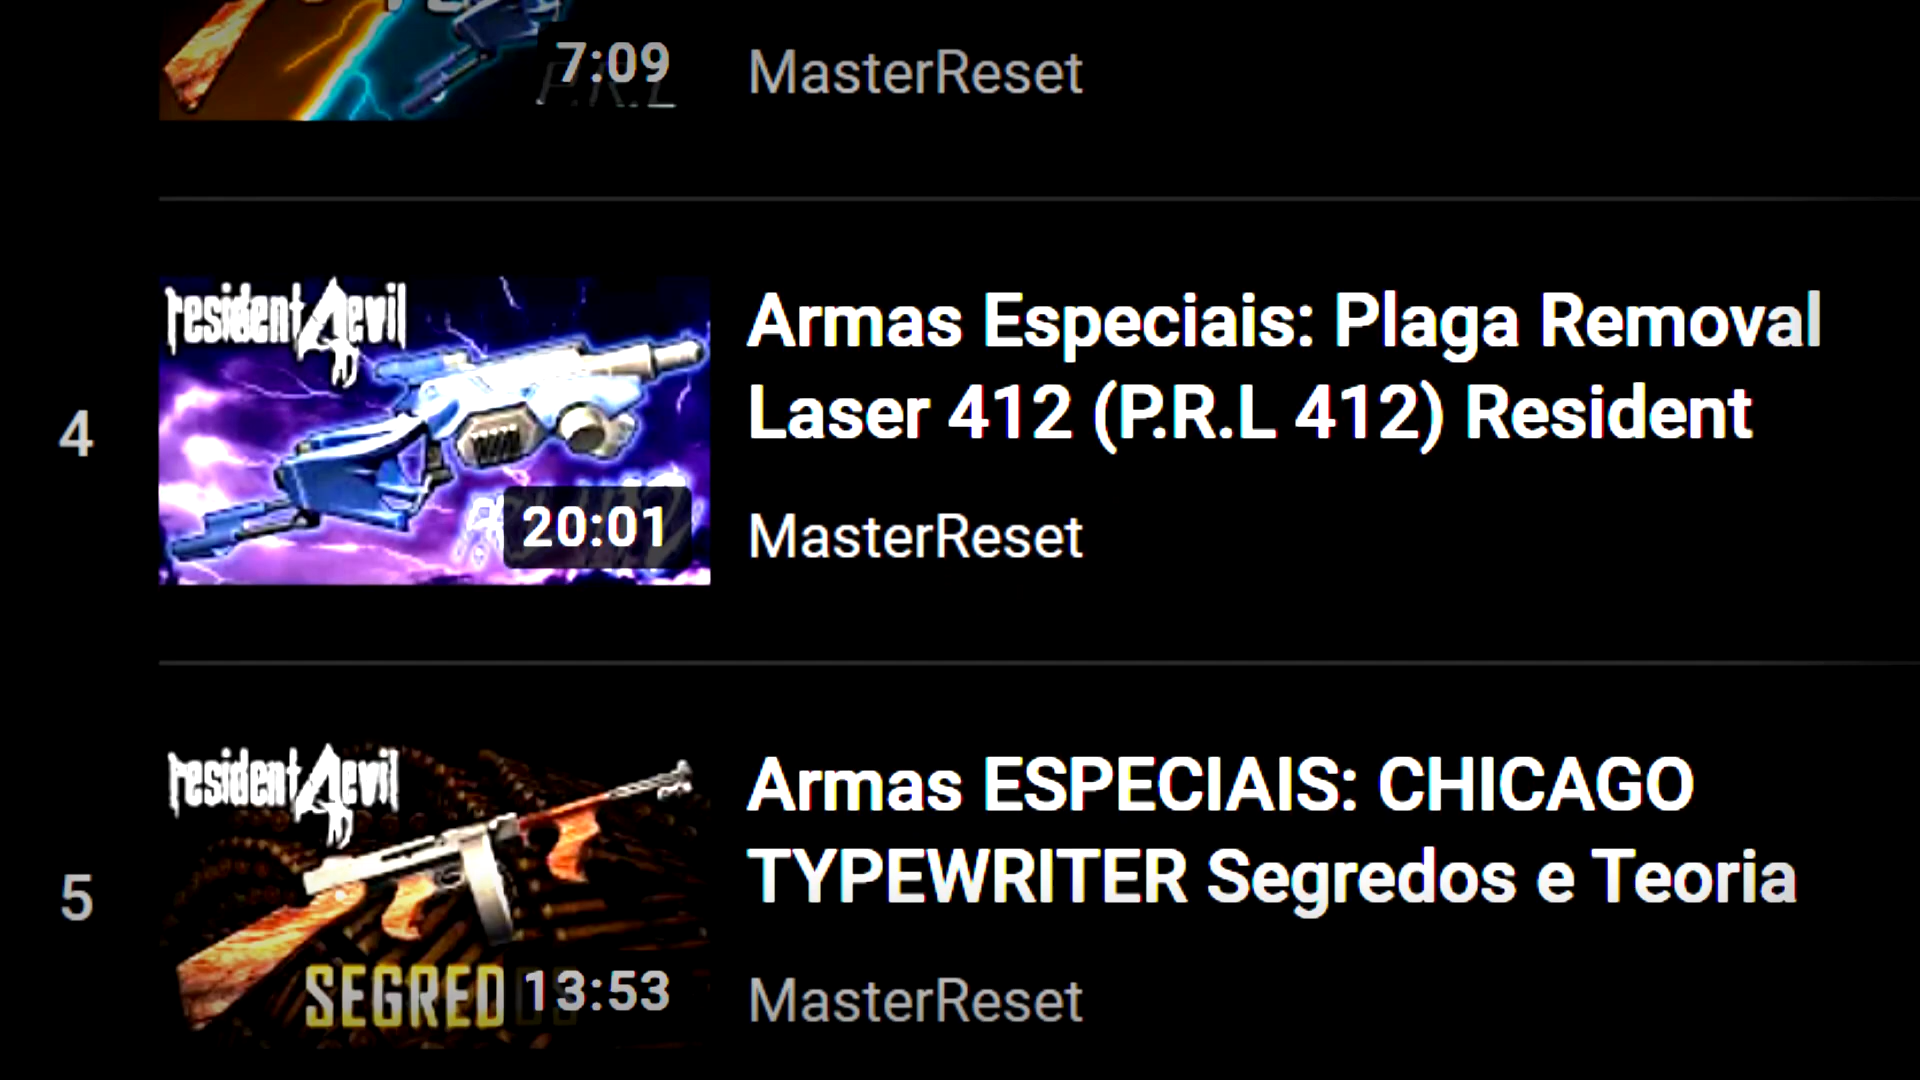 7:09
P.R.L
MasterReset
4
resident evil 4
20:01
Armas Especiais: Plaga Removal
Laser 412 (P.R.L 412) Resident
MasterReset
5
resident evil 4
SEGRED
13:53
Armas ESPECIAIS: CHICAGO
TYPEWRITER Segredos e Teoria
MasterReset